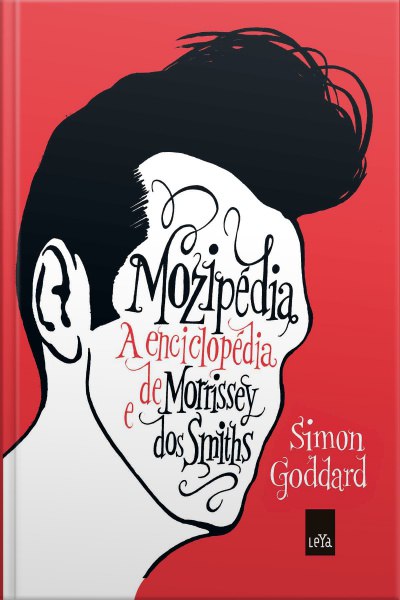 Mozipédia
A enciclopédia
de Morrissey
e dos Smiths
Simon
Goddard
LeYa